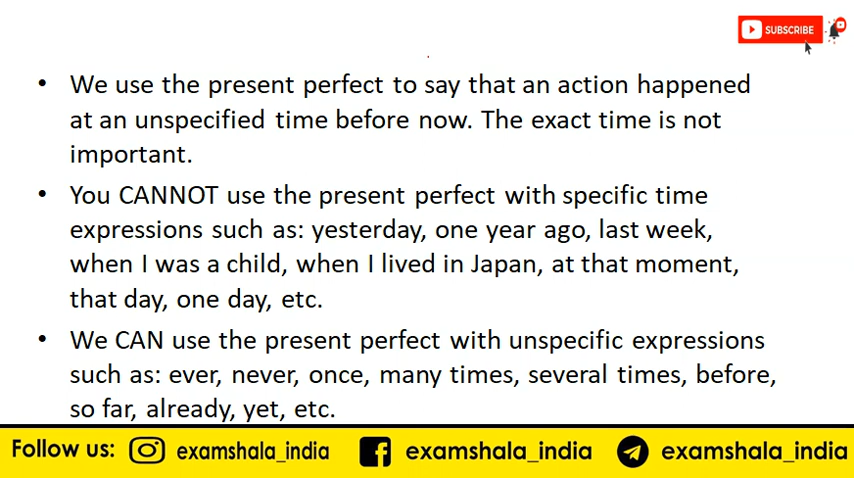 SUBSCRIBE
• We use the present perfect to say that an action happened
at an unspecified time before now. The exact time is not
important.
• You CANNOT use the present perfect with specific time
expressions such as: yesterday, one year ago, last week,
when I was a child, when I lived in Japan, at that moment,
that day, one day, etc.
• We CAN use the present perfect with unspecific expressions
such as: ever, never, once, many times, several times, before,
so far, already, yet, etc.
Follow us: examshala_india examshala_india examshala_india